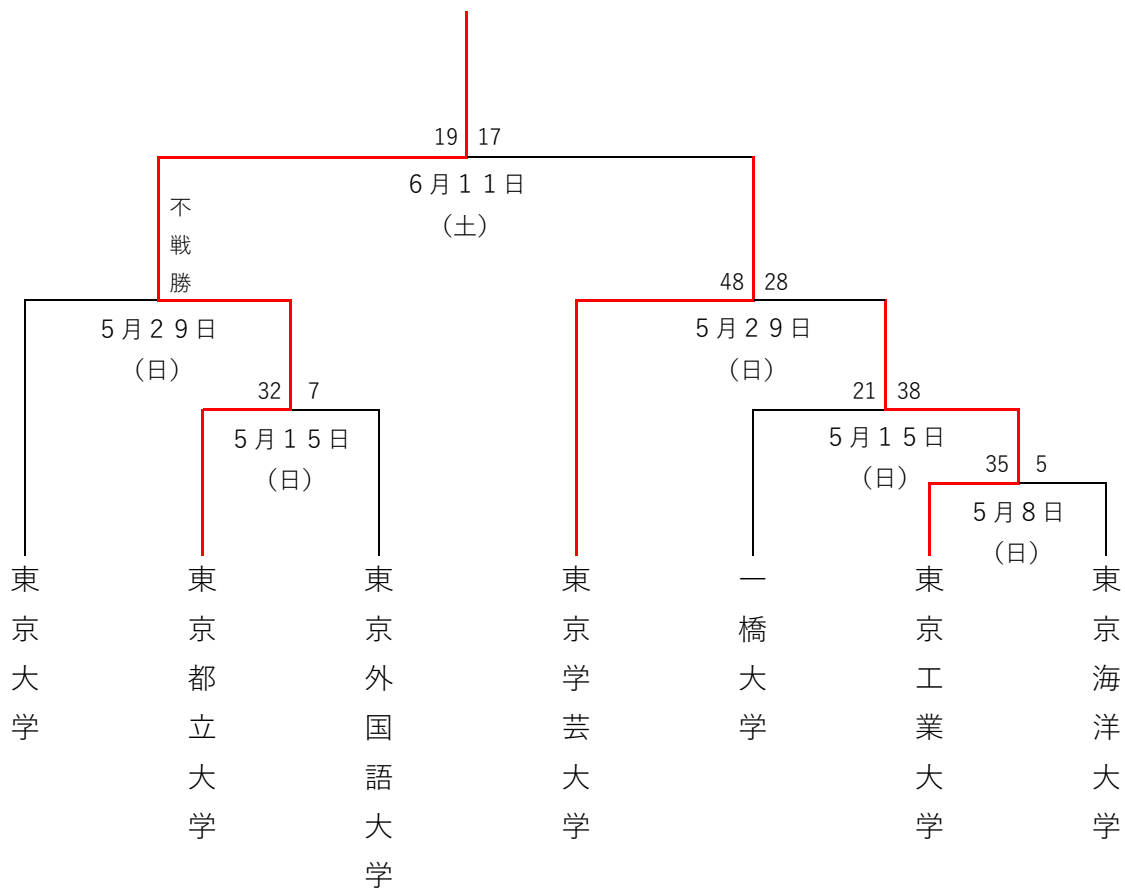 19 17
６月１１日
（土）
不戦勝
48 28
５月２９日
（日）
５月２９日
（日）
32 7
21 38
５月１５日
（日）
５月１５日
（日）
35 5
５月８日
（日）
東京大学
東京都立大学
東京外国語大学
東京学芸大学
一橋大学
東京工業大学
東京海洋大学